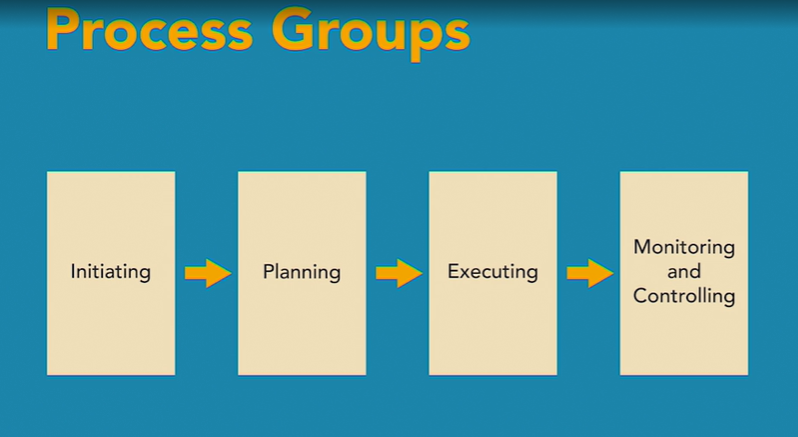 Process Groups
Initiating
Planning
Executing
Monitoring
and
Controlling